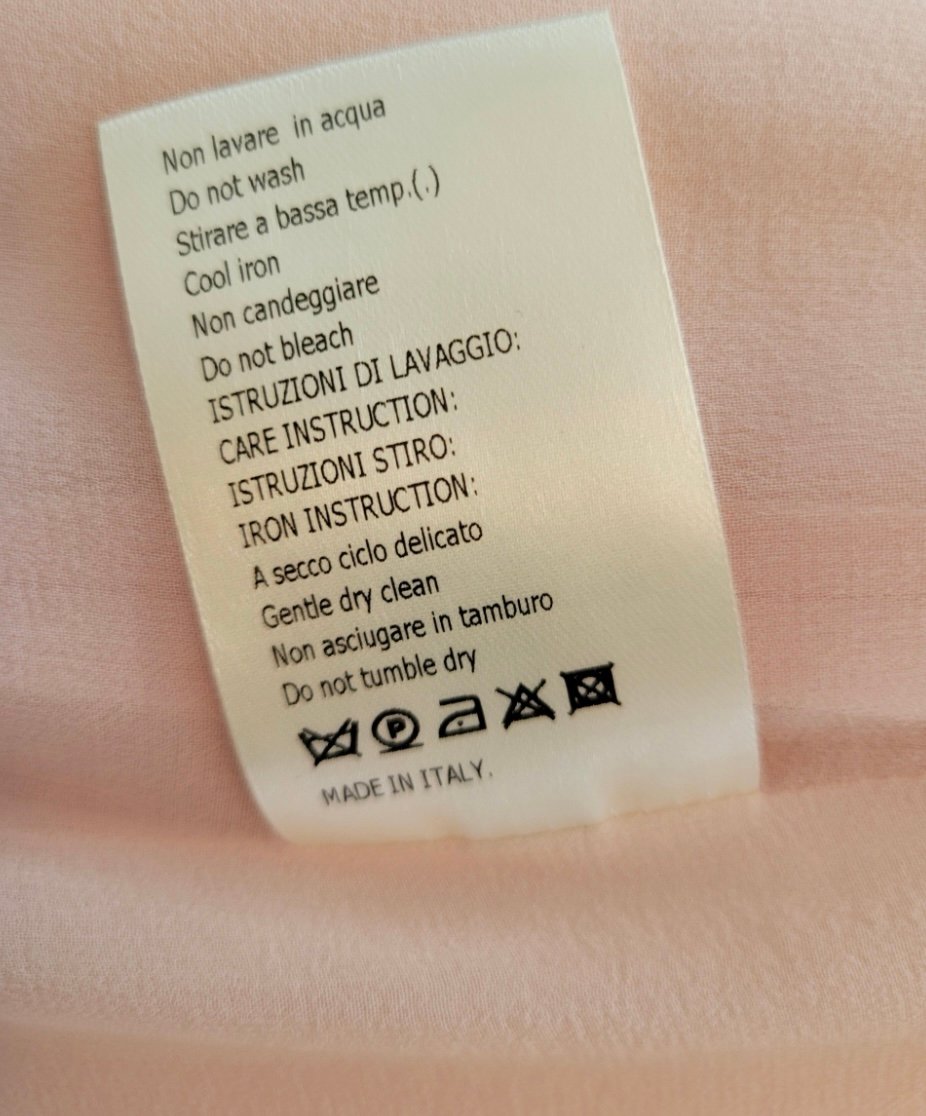 Non lavare in acqua
Do not wash
Stirare a bassa temp.(.)
Cool iron
Non candeggiare
Do not bleach
ISTRUZIONI DI LAVAGGIO:
CARE INSTRUCTION:
ISTRUZIONI STIRO:
IRON INSTRUCTION:
A secco ciclo delicato
Gentle dry clean
Non asciugare in tamburo
Do not tumble dry
P
MADE IN ITALY.